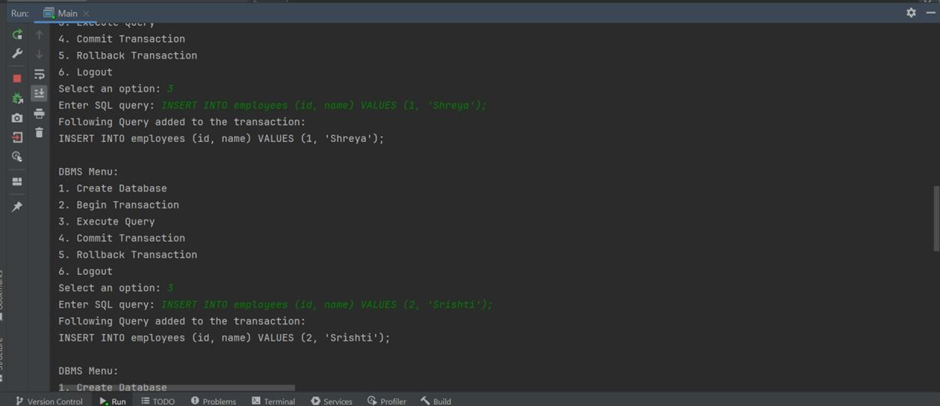 Run: Main
3. Execute Query
4. Commit Transaction
5. Rollback Transaction
6. Logout
Select an option: 3
Enter SQL query: INSERT INTO employees (id, name) VALUES (1, 'Shreya');
Following Query added to the transaction:
INSERT INTO employees (id, name) VALUES (1, 'Shreya');
DBMS Menu:
1. Create Database
2. Begin Transaction
3. Execute Query
4. Commit Transaction
5. Rollback Transaction
6. Logout
Select an option: 3
Enter SQL query: INSERT INTO employees (id, name) VALUES (2, 'Srishti');
Following Query added to the transaction:
INSERT INTO employees (id, name) VALUES (2, 'Srishti');
DBMS Menu:
1. Create Database
Version Control Run TODO Problems Terminal Services Profiler Build